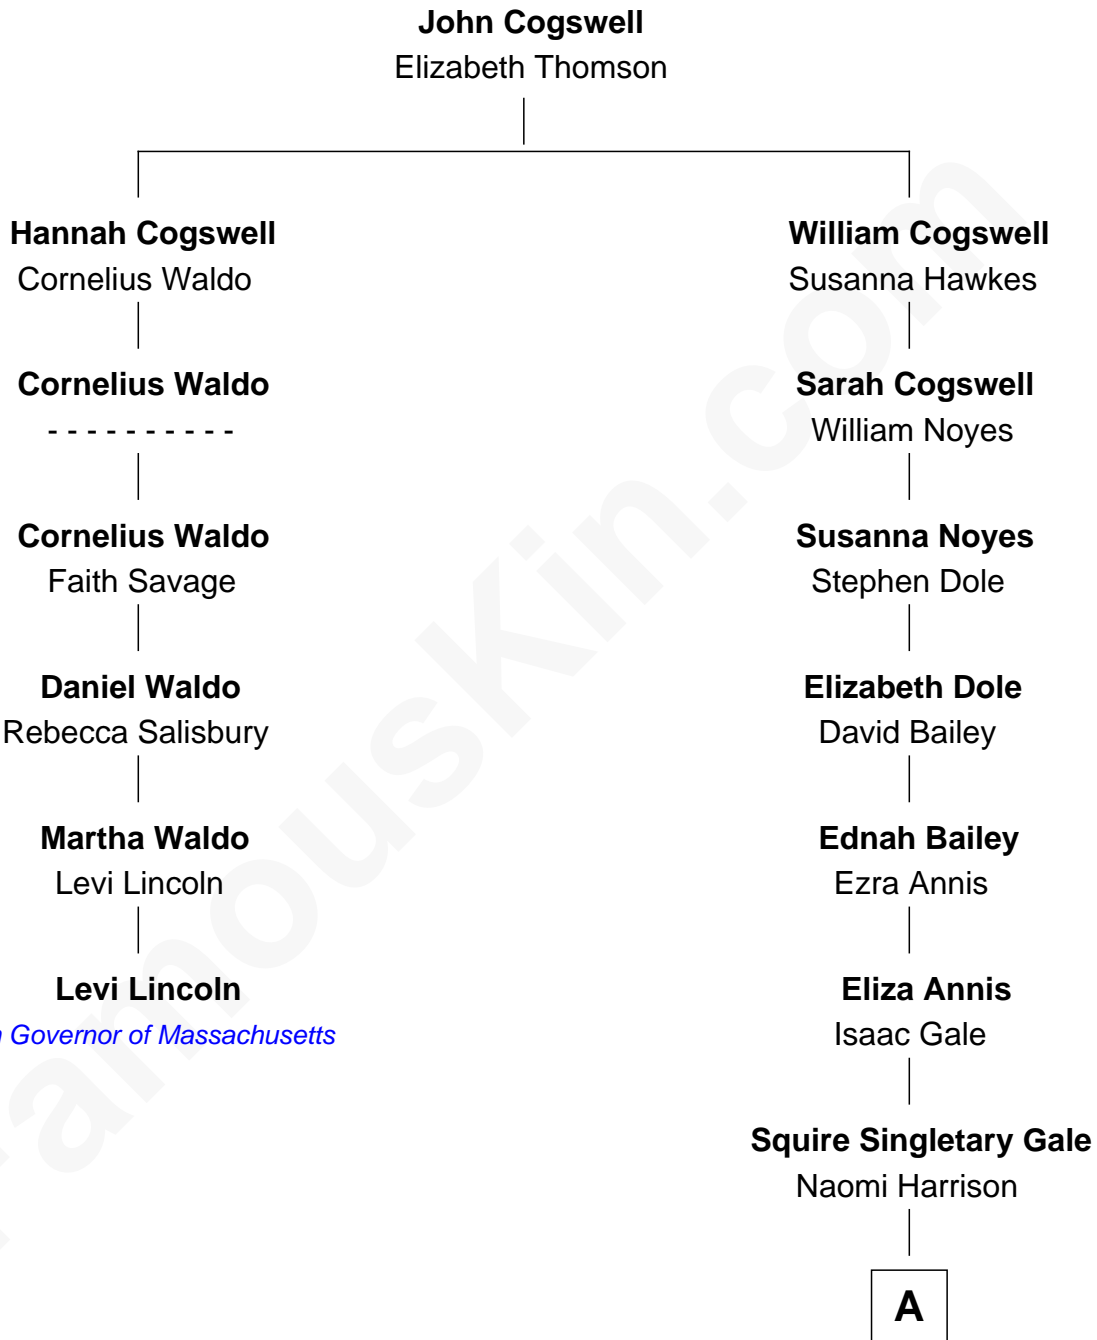 John Cogswell
Elizabeth Thomson
Hannah Cogswell
Cornelius Waldo
Cornelius Waldo
- - - - - - - - - -
Cornelius Waldo
Faith Savage
Daniel Waldo
Rebecca Salisbury
Martha Waldo
Levi Lincoln
Levi Lincoln
Governor of Massachusetts
William Cogswell
Susanna Hawkes
Sarah Cogswell
William Noyes
Susanna Noyes
Stephen Dole
Elizabeth Dole
David Bailey
Ednah Bailey
Ezra Annis
Eliza Annis
Isaac Gale
Squire Singletary Gale
Naomi Harrison
A
FamousKin.com